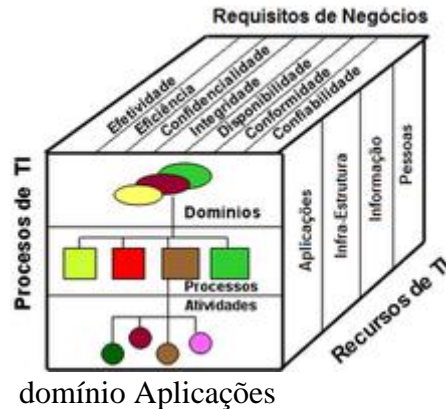 Requisitos de Negócios
Efetividade
Eficiência
Confidencialidade
Integridade
Disponibilidade
Conformidade
Confiabilidade
Procesos de TI
Domínios
Processos
Atividades
Aplicações
Infra-Estrutura
Informação
Pessoas
Recursos de TI
domínio Aplicações